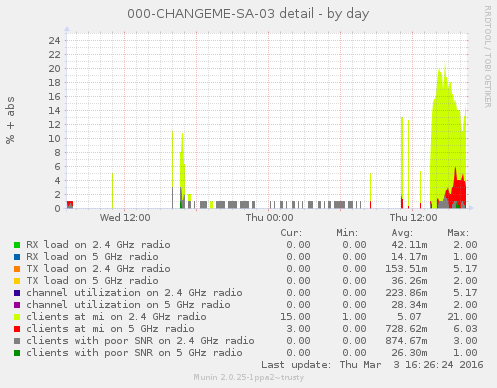 000-CHANGEME-SA-03 detail - by day
RRDTOOL / TOBI OETIKER
% + abs
24
22
20
18
16
14
12
10
8
6
4
2
0
Wed 12:00 Thu 00:00 Thu 12:00
Cur: Min: Avg: Max:
RX load on 2.4 GHz radio 0.00 0.00 42.11m 2.00
RX load on 5 GHz radio 0.00 0.00 14.17m 1.00
TX load on 2.4 GHz radio 0.00 0.00 153.51m 5.17
TX load on 5 GHz radio 0.00 0.00 36.26m 2.00
channel utilization on 2.4 GHz radio 0.00 0.00 223.86m 5.17
channel utilization on 5 GHz radio 0.00 0.00 28.34m 2.00
clients at mi on 2.4 GHz radio 15.00 1.00 5.07 21.00
clients at mi on 5 GHz radio 3.00 0.00 728.62m 6.03
clients with poor SNR on 2.4 GHz radio 0.00 0.00 874.67m 3.00
clients with poor SNR on 5 GHz radio 0.00 0.00 26.30m 1.00
Last update: Thu Mar 3 16:26:24 2016
Munin 2.0.25-1ppa2~trusty